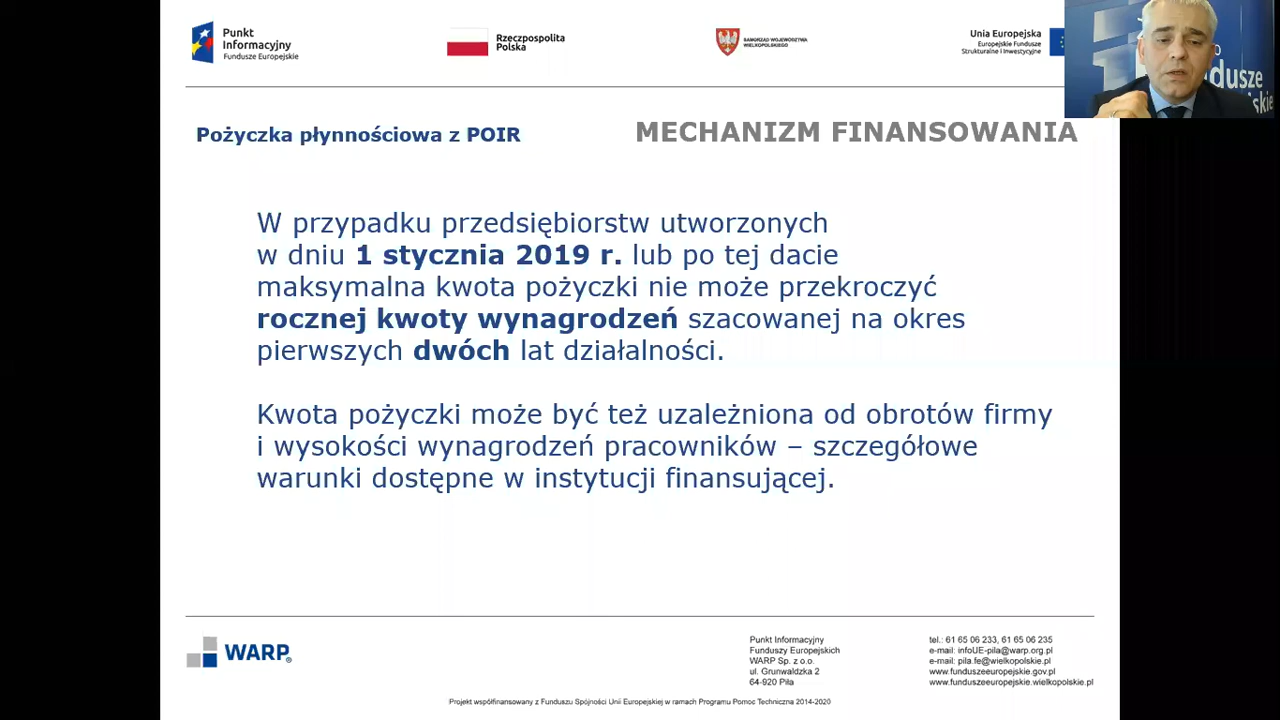 Punkt
Informacyjny
Fundusze Europejskie
Rzeczpospolita
Polska
SAMORZĄD WOJEWÓDZTWA
WIELKOPOLSKIEGO
Unia Europejska
Europejskie Fundusze
Strukturalne i Inwestycyjne
Pożyczka płynnościowa z POIR
MECHANIZM FINANSOWANIA
W przypadku przedsiębiorstw utworzonych
w dniu 1 stycznia 2019 r. lub po tej dacie
maksymalna kwota pożyczki nie może przekroczyć
rocznej kwoty wynagrodzeń szacowanej na okres
pierwszych dwóch lat działalności.
Kwota pożyczki może być też uzależniona od obrotów firmy
i wysokości wynagrodzeń pracowników – szczegółowe
warunki dostępne w instytucji finansującej.
WARP
Punkt Informacyjny
Funduszy Europejskich
WARP Sp. z o.o.
ul. Grunwaldzka 2
64-920 Piła
tel.: 61 65 06 233, 61 65 06 235
e-mail: infoUE-pila@warp.org.pl
e-mail: pila.fe@wielkopolskie.pl
www.funduszeeuropejskie.gov.pl
www.funduszeeuropejskie.wielkopolskie.pl
Projekt współfinansowany z Funduszu Spójności Unii Europejskiej w ramach Programu Pomoc Techniczna 2014-2020